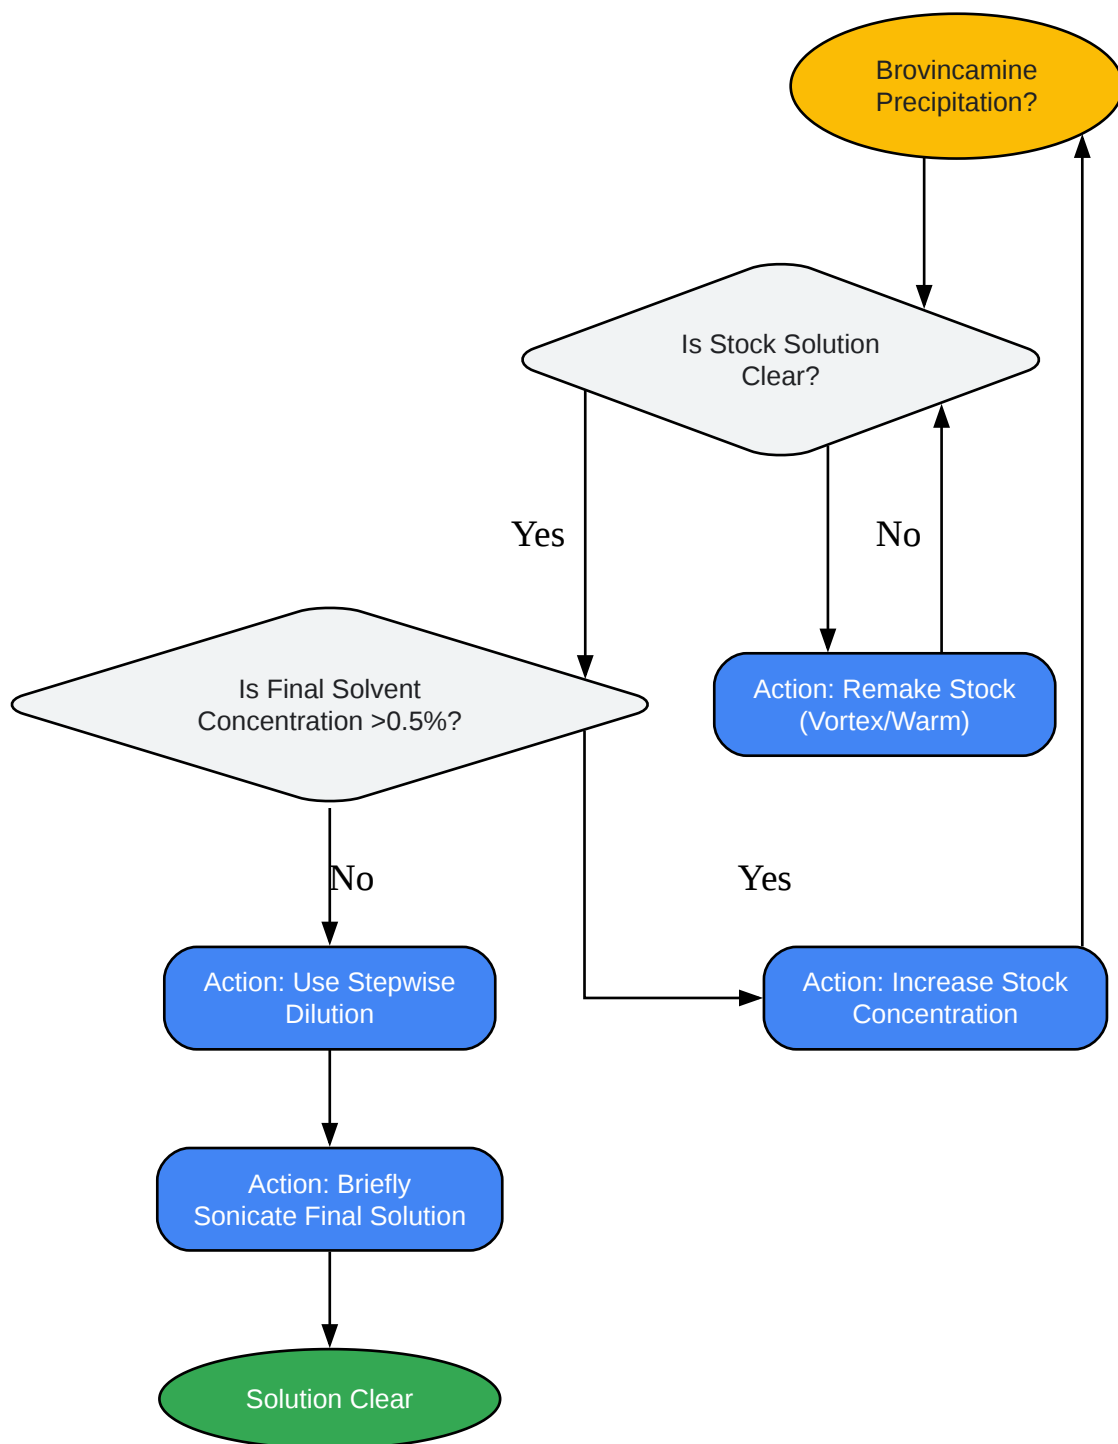 Brovincamine
Precipitation?
Is Stock Solution
Clear?
Yes
No
Is Final Solvent
Concentration >0.5%?
Action: Remake Stock
(Vortex/Warm)
No
Yes
Action: Use Stepwise
Dilution
Action: Increase Stock
Concentration
Action: Briefly
Sonicate Final Solution
Solution Clear